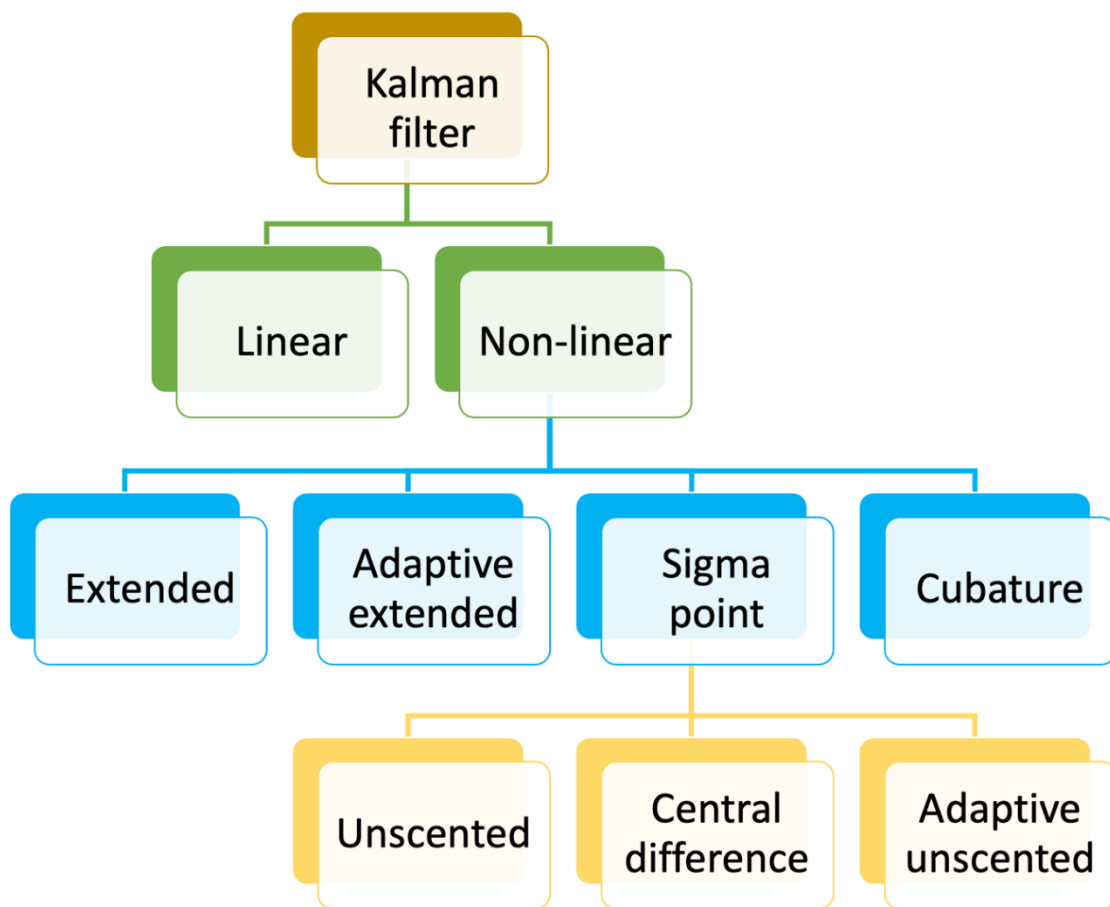 Kalman
filter
Linear
Non-linear
Extended
Adaptive
extended
Sigma
point
Cubature
Unscented
Central
difference
Adaptive
unscented